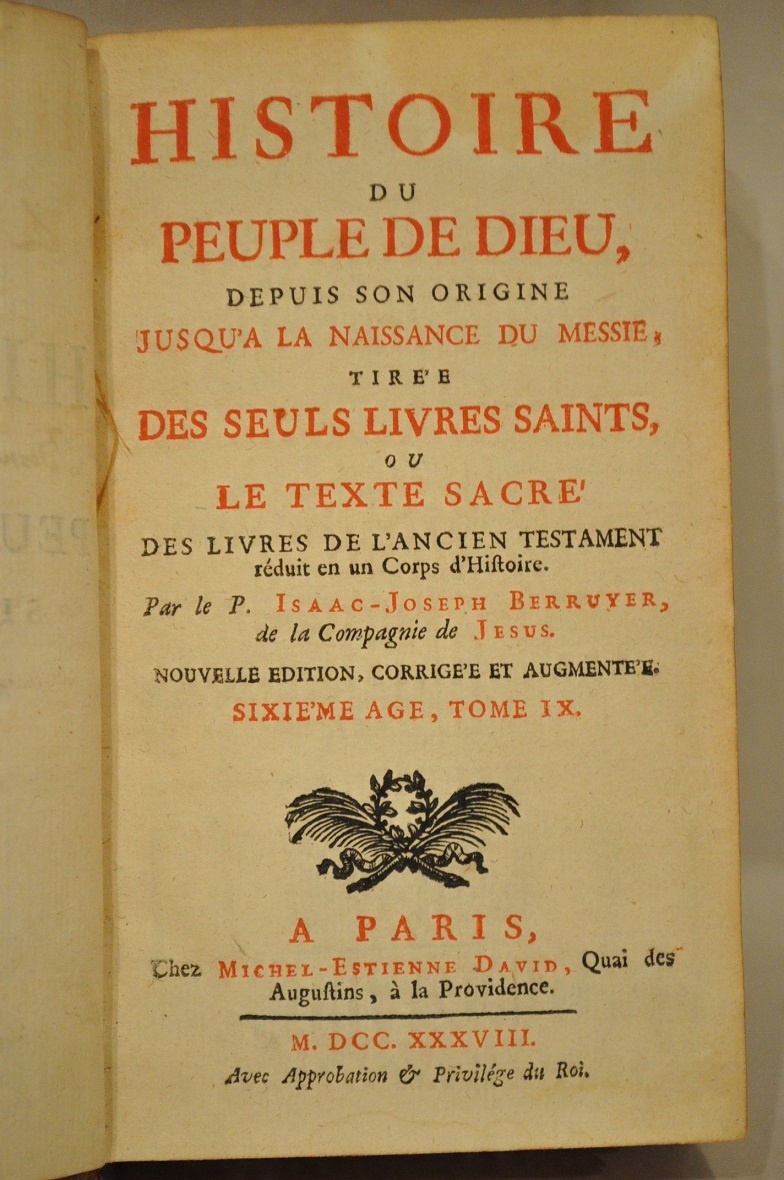 HISTOIRE
DU
PEUPLE DE DIEU,
DEPUIS SON ORIGINE
JUSQU'A LA NAISSANCE DU MESSIE,
TIRE'E
DES SEULS LIVRES SAINTS,
OU
LE TEXTE SACRE'
DES LIVRES DE L'ANCIEN TESTAMENT
réduit en un Corps d'Hiſtoire.
Par le P. ISAAC-JOSEPH BERRUYER,
de la Compagnie de JESUS.
NOUVELLE EDITION, CORRIGE'E ET AUGMENTE'E.
SIXIE'ME AGE, TOME IX.
A PARIS,
Chez MICHEL-ESTIENNE DAVID, Quai des
Auguſtins, à la Providence.
M. DCC. XXXVIII.
Avec Approbation & Privilége du Roi.